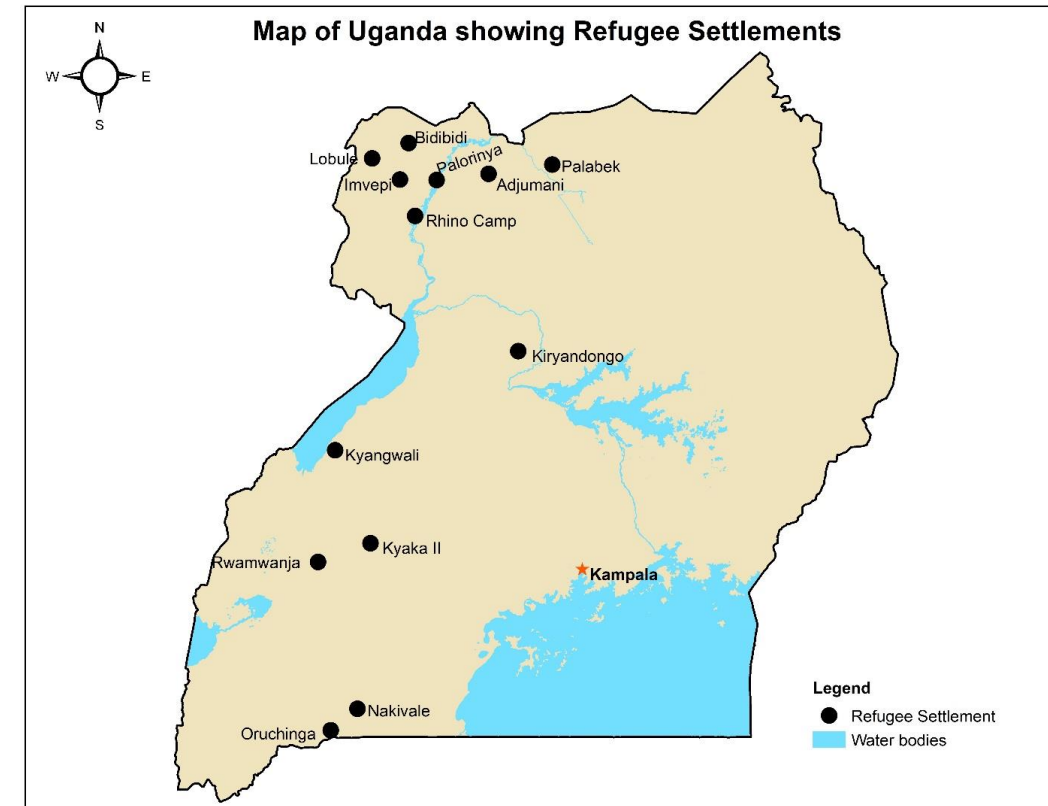 Map of Uganda showing Refugee Settlements
N
W
E
S
Bidibidi
Lobule
Palorinya
Imvepi
Adjumani
Palabek
Rhino Camp
Kiryandongo
Kyangwali
Kyaka II
Rwamwanja
Kampala
Nakivale
Oruchinga
Legend
Refugee Settlement
Water bodies